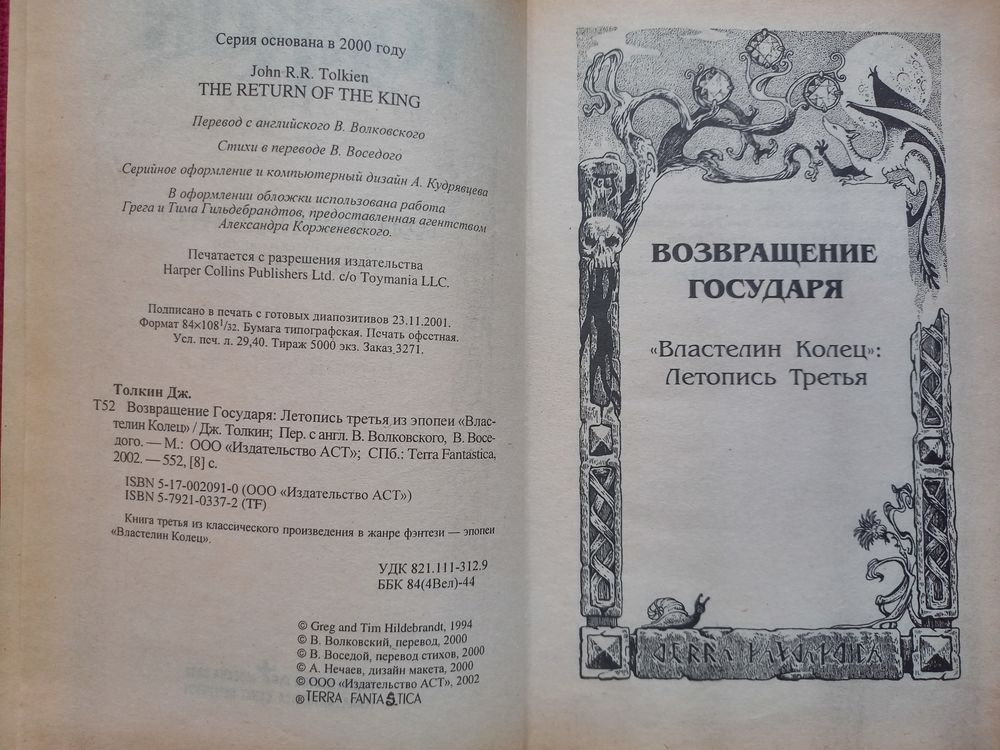 Серия основана в 2000 году
John R.R. Tolkien
THE RETURN OF THE KING
Перевод с английского В. Волковского
Стихи в переводе В. Воседого
Серийное оформление и компьютерный дизайн А. Кудрявцева
В оформлении обложки использована работа
Грега и Тима Гильдебрандтов, предоставленная агентством
Александра Корженевского.
Печатается с разрешения издательства
Harper Collins Publishers Ltd. c/o Toymania LLC.
Подписано в печать с готовых диапозитивов 23.11.2001.
Формат 84×108¹/₃₂. Бумага типографская. Печать офсетная.
Усл. печ. л. 29,40. Тираж 5000 экз. Заказ 3271.
Толкин Дж.
Т52 Возвращение Государя: Летопись третья из эпопеи «Влас-
телин Колец» / Дж. Толкин; Пер. с англ. В. Волковского, В. Восе-
дого. — М.: ООО «Издательство АСТ»; СПб.: Terra Fantastica,
2002. — 552, [8] с.
ISBN 5-17-002091-0 (ООО «Издательство АСТ»)
ISBN 5-7921-0337-2 (TF)
Книга третья из классического произведения в жанре фэнтези — эпопеи
«Властелин Колец».
УДК 821.111-312.9
ББК 84(4Вел)-44
© Greg and Tim Hildebrandt, 1994
© В. Волковский, перевод, 2000
© В. Воседой, перевод стихов, 2000
© А. Нечаев, дизайн макета, 2000
© ООО «Издательство АСТ», 2002
® TERRA FANTASTICA
ВОЗВРАЩЕНИЕ
ГОСУДАРЯ
«Властелин Колец»:
Летопись Третья
TERRA FANTASTICA